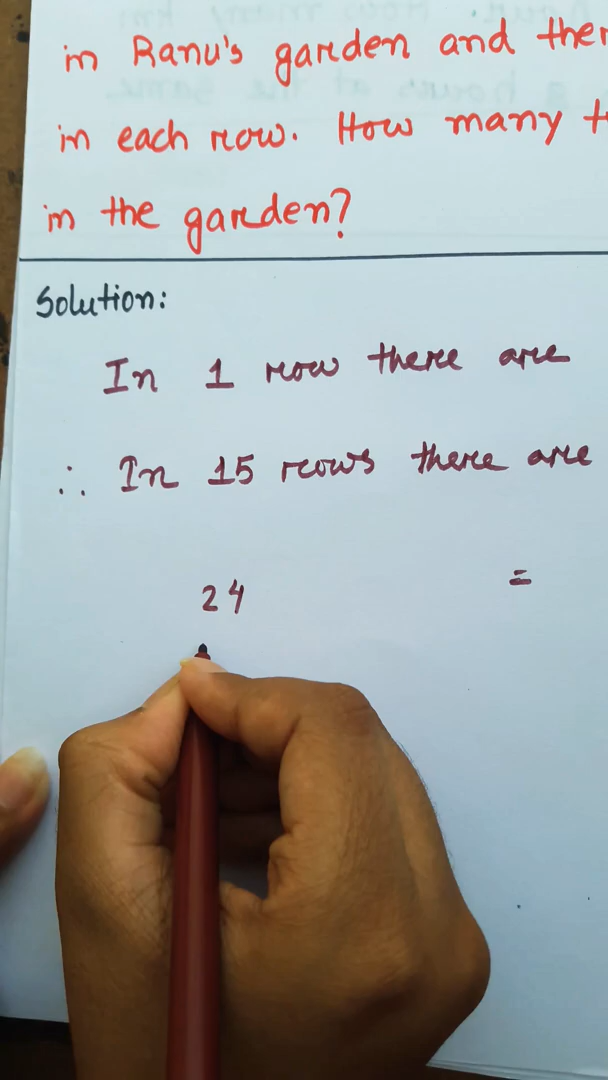 in Ranu's garden and ther
in each row. How many t
in the garden?
Solution:
In 1 row there are
∴ In 15 rows there are
24 =